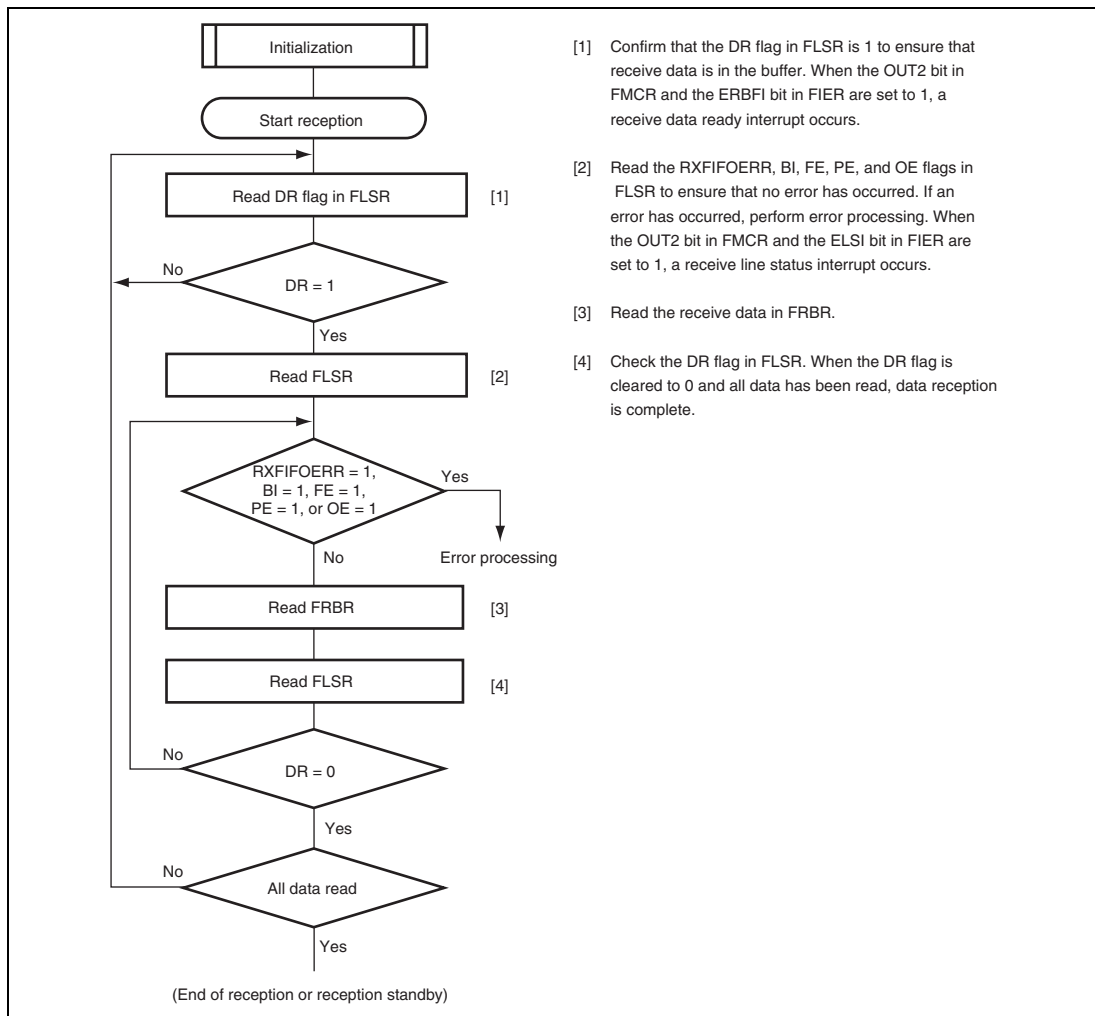 Initialization
Start reception
Read DR flag in FLSR
[1]
No
DR = 1
Yes
Read FLSR
[2]
RXFIFOERR = 1,
BI = 1, FE = 1,
PE = 1, or OE = 1
Yes
Error processing
No
Read FRBR
[3]
Read FLSR
[4]
No
DR = 0
Yes
No
All data read
Yes
(End of reception or reception standby)
[1] Confirm that the DR flag in FLSR is 1 to ensure that
receive data is in the buffer. When the OUT2 bit in
FMCR and the ERBFI bit in FIER are set to 1, a
receive data ready interrupt occurs.
[2] Read the RXFIFOERR, BI, FE, PE, and OE flags in
FLSR to ensure that no error has occurred. If an
error has occurred, perform error processing. When
the OUT2 bit in FMCR and the ELSI bit in FIER are
set to 1, a receive line status interrupt occurs.
[3] Read the receive data in FRBR.
[4] Check the DR flag in FLSR. When the DR flag is
cleared to 0 and all data has been read, data reception
is complete.